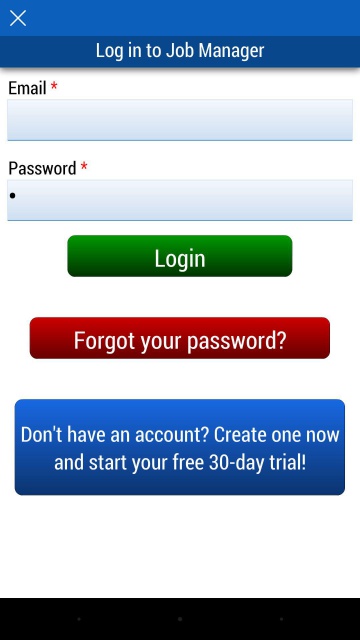 Log in to Job Manager
Email *
Password *
•
Login
Forgot your password?
Don't have an account? Create one now
and start your free 30-day trial!